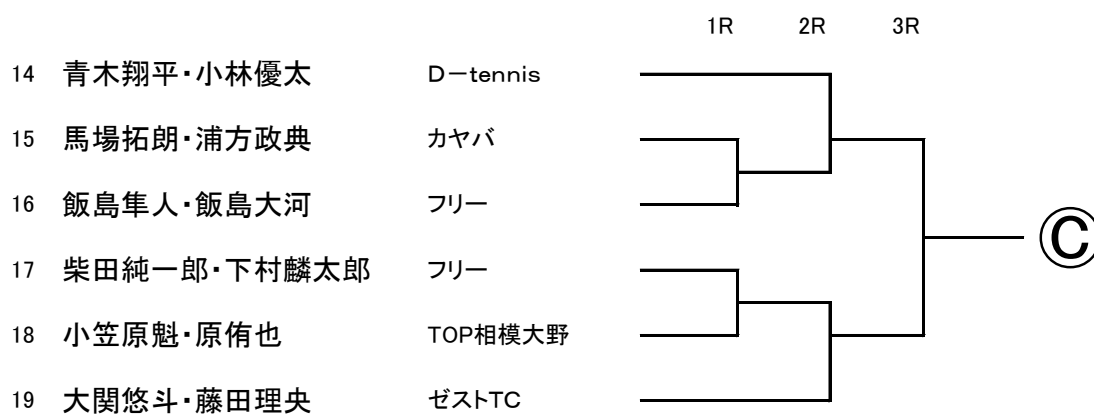 1R 2R 3R
14 青木翔平・小林優太 D－tennis
15 馬場拓朗・浦方政典 カヤバ
16 飯島隼人・飯島大河 フリー
Ⓒ
17 柴田純一郎・下村麟太郎 フリー
18 小笠原魁・原侑也 TOP相模大野
19 大関悠斗・藤田理央 ゼストTC